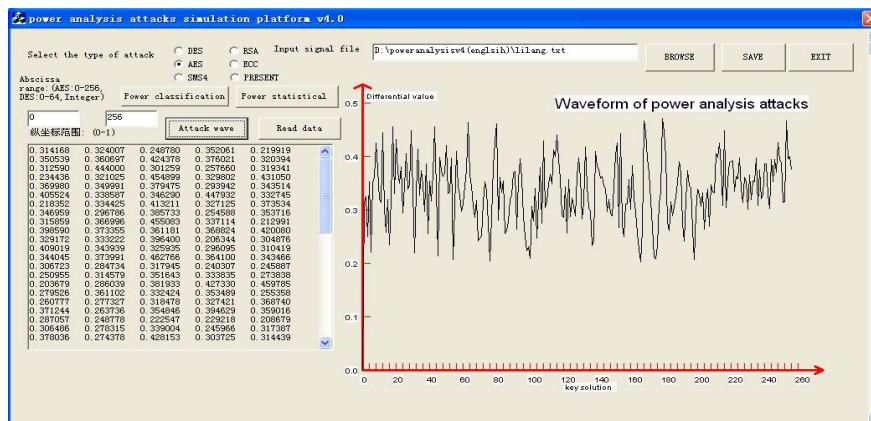 power analysis attacks simulation platform v4.0
Select the type of attack
DES RSA
AES ECC
SMS4 PRESENT
Input signal file
D:\poweranalysisv4(englsih)\lilang.txt
BROWSE SAVE EXIT
Abscissa
range:(AES:0-256,
DES:0-64,Integer)
Power classification Power statistical
0 256
纵坐标范围: (0-1)
Attack wave Read data
0.314168 0.324007 0.248780 0.352061 0.219919
0.350539 0.360697 0.424378 0.376021 0.320394
0.312590 0.444000 0.301259 0.257660 0.319341
0.234436 0.321025 0.454899 0.329802 0.431050
0.369980 0.349991 0.379475 0.293942 0.343514
0.405524 0.338587 0.346290 0.447932 0.332745
0.218352 0.334425 0.413211 0.327125 0.373534
0.346959 0.296786 0.385733 0.254588 0.353716
0.315859 0.366996 0.455083 0.337114 0.212991
0.398590 0.373355 0.361181 0.368824 0.420080
0.329172 0.333222 0.396400 0.206344 0.304876
0.409019 0.343939 0.325935 0.296095 0.310419
0.344045 0.373991 0.462766 0.364100 0.343466
0.306723 0.284734 0.317945 0.240307 0.245887
0.250955 0.314579 0.351643 0.333835 0.273838
0.203679 0.286039 0.381933 0.427330 0.459785
0.279526 0.361102 0.332424 0.353489 0.255358
0.260777 0.277327 0.318478 0.327421 0.368740
0.371244 0.263736 0.354846 0.394629 0.359016
0.287057 0.248778 0.222547 0.229218 0.208679
0.306486 0.278315 0.339004 0.245966 0.317387
0.378036 0.274378 0.428153 0.303725 0.314439
Differential value
Waveform of power analysis attacks
0.5
0.4
0.3
0.2
0.1
0.0
0 20 40 60 80 100 120 140 160 180 200 220 240 260
key solution